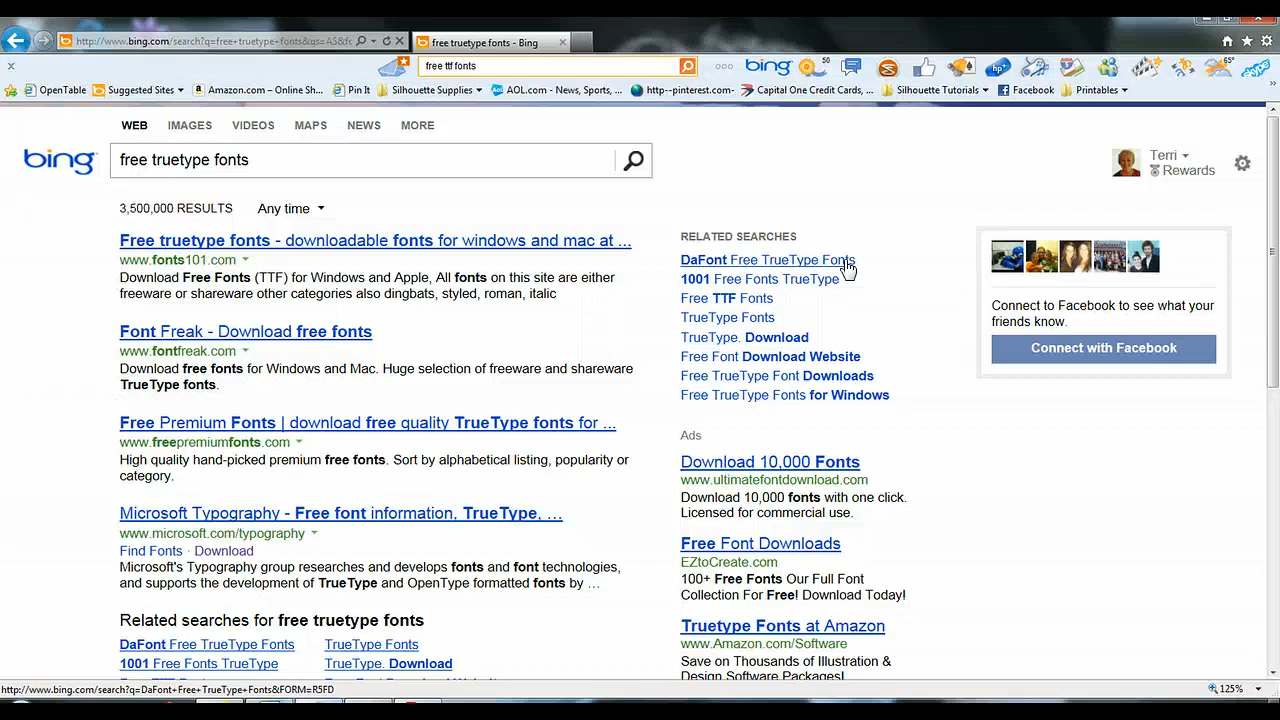 http://www.bing.com/search?q=free+truetype+fonts&qs=AS&f
free truetype fonts - Bing
free ttf fonts
bing
50
hp
65°
skype
OpenTable
Suggested Sites
Amazon.com – Online Sh...
Pin It
Silhouette Supplies
AOL.com - News, Sports, ...
http--pinterest.com-
Capital One Credit Cards, ...
Silhouette Tutorials
Facebook
Printables
WEB IMAGES VIDEOS MAPS NEWS MORE
bing
free truetype fonts
Terri
Rewards
3,500,000 RESULTS Any time
Free truetype fonts - downloadable fonts for windows and mac at ...
www.fonts101.com
Download Free Fonts (TTF) for Windows and Apple, All fonts on this site are either
freeware or shareware other categories also dingbats, styled, roman, italic
Font Freak - Download free fonts
www.fontfreak.com
Download free fonts for Windows and Mac. Huge selection of freeware and shareware
TrueType fonts.
Free Premium Fonts | download free quality TrueType fonts for ...
www.freepremiumfonts.com
High quality hand-picked premium free fonts. Sort by alphabetical listing, popularity or
category.
Microsoft Typography - Free font information, TrueType, ...
www.microsoft.com/typography
Find Fonts · Download
Microsoft's Typography group researches and develops fonts and font technologies,
and supports the development of TrueType and OpenType formatted fonts by ...
Related searches for free truetype fonts
DaFont Free TrueType Fonts
TrueType Fonts
1001 Free Fonts TrueType
TrueType. Download
RELATED SEARCHES
DaFont Free TrueType Fonts
1001 Free Fonts TrueType
Free TTF Fonts
TrueType Fonts
TrueType. Download
Free Font Download Website
Free TrueType Font Downloads
Free TrueType Fonts for Windows
Ads
Download 10,000 Fonts
www.ultimatefontdownload.com
Download 10,000 fonts with one click.
Licensed for commercial use.
Free Font Downloads
EZtoCreate.com
100+ Free Fonts Our Full Font
Collection For Free! Download Today!
Truetype Fonts at Amazon
www.Amazon.com/Software
Save on Thousands of Illustration &
Design Software Packages!
Connect to Facebook to see what your
friends know.
Connect with Facebook
http://www.bing.com/search?q=DaFont+Free+TrueType+Fonts&FORM=R5FD
125%